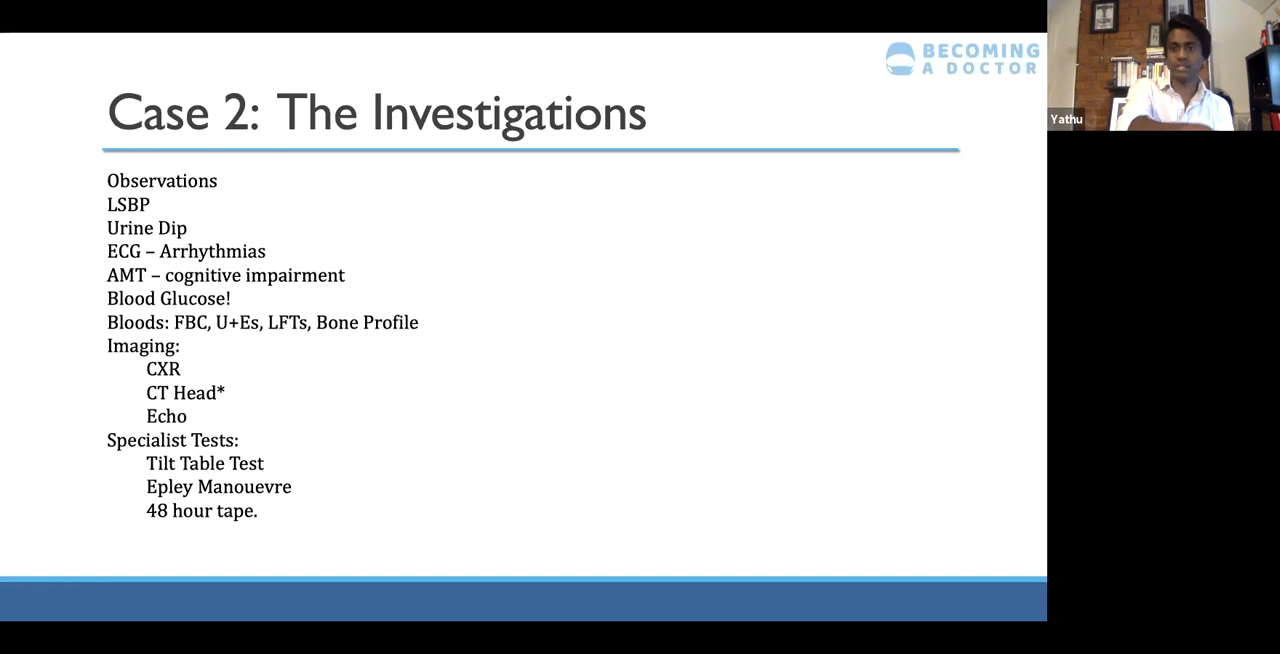 BECOMING
A DOCTOR
Case 2: The Investigations
Yathu
Observations
LSBP
Urine Dip
ECG – Arrhythmias
AMT – cognitive impairment
Blood Glucose!
Bloods: FBC, U+Es, LFTs, Bone Profile
Imaging:
CXR
CT Head*
Echo
Specialist Tests:
Tilt Table Test
Epley Manouevre
48 hour tape.